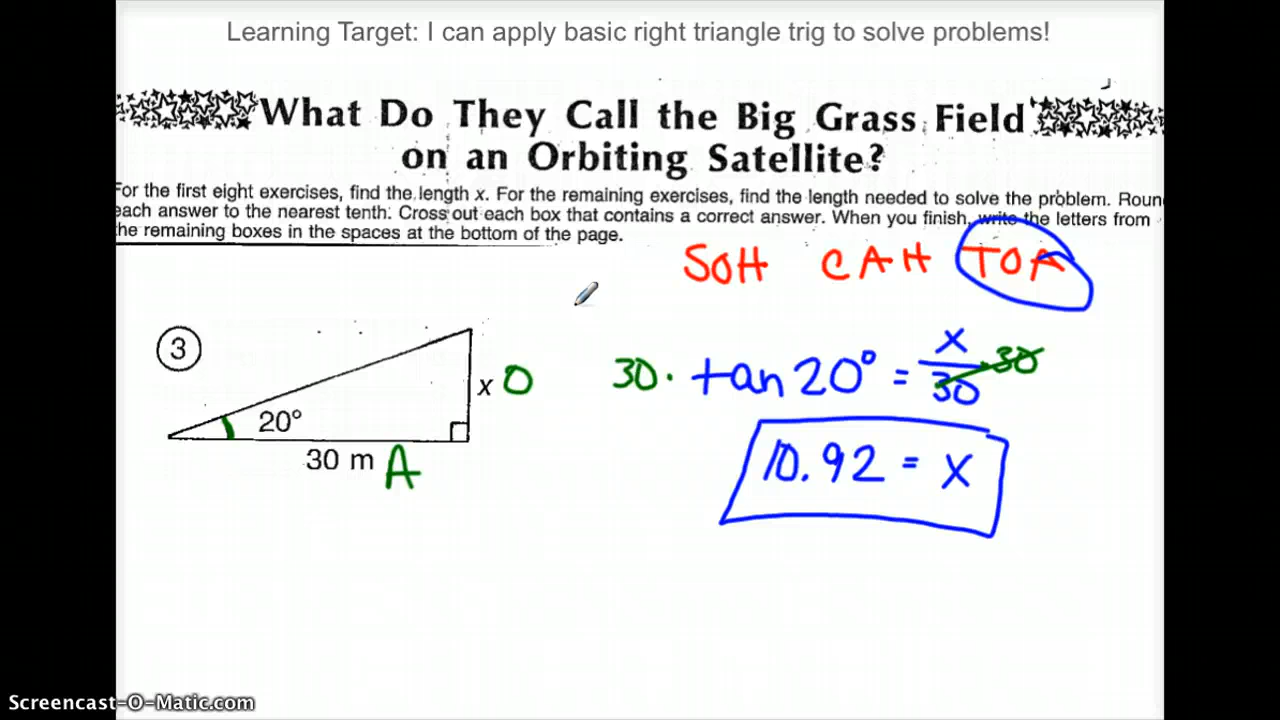 Learning Target: I can apply basic right triangle trig to solve problems!
What Do They Call the Big Grass Field
on an Orbiting Satellite?
For the first eight exercises, find the length x. For the remaining exercises, find the length needed to solve the problem. Roun
each answer to the nearest tenth. Cross out each box that contains a correct answer. When you finish, write the letters from
the remaining boxes in the spaces at the bottom of the page.
SOH CAH TOA
3
20°
30 m A
x O
30 · tan 20° = x/30 · 30
10.92 = x
Screencast-O-Matic.com